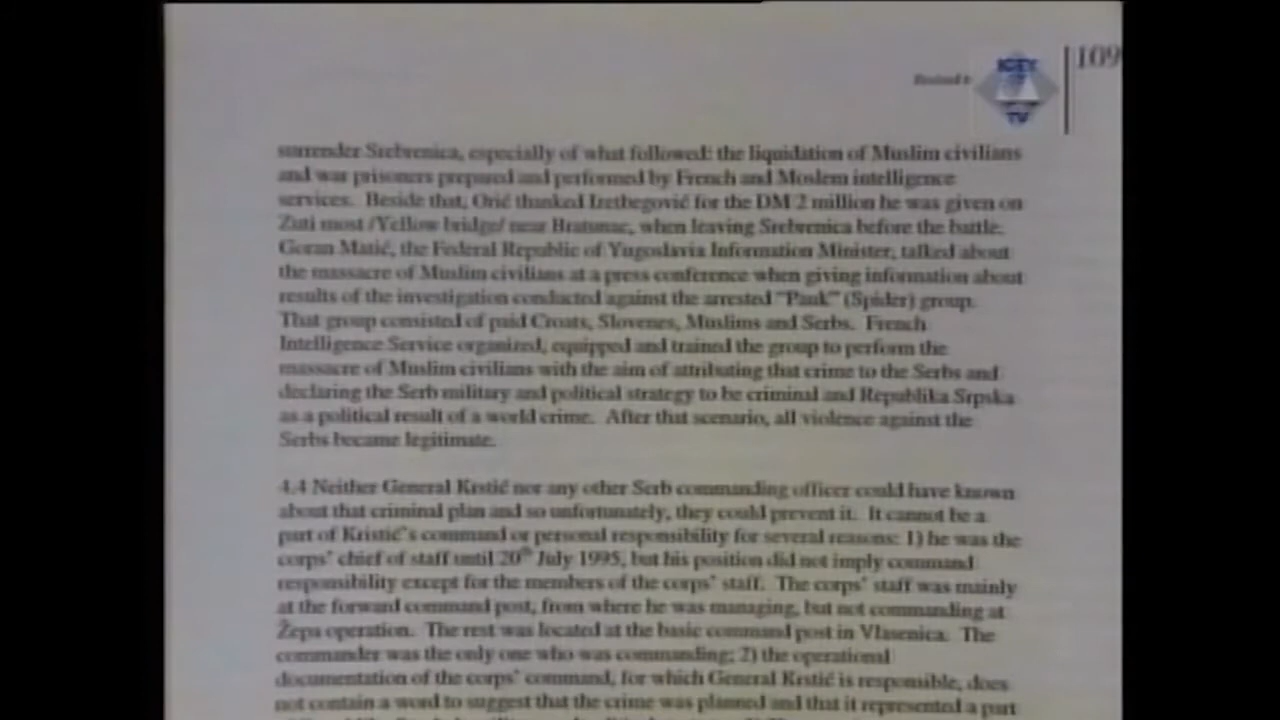 109
Revised b
ICTY
TV
surrender Srebrenica, especially of what followed: the liquidation of Muslim civilians
and war prisoners prepared and performed by French and Moslem intelligence
services. Beside that, Orić thanked Izethegović for the DM 2 million he was given on
Zuti most /Yellow bridge/ near Bratunac, when leaving Srebrenica before the battle.
Goran Matić, the Federal Republic of Yugoslavia Information Minister, talked about
the massacre of Muslim civilians at a press conference when giving information about
results of the investigation conducted against the arrested "Pauk" (Spider) group.
That group consisted of paid Croats, Slovenes, Muslims and Serbs. French
Intelligence Service organized, equipped and trained the group to perform the
massacre of Muslim civilians with the aim of attributing that crime to the Serbs and
declaring the Serb military and political strategy to be criminal and Republika Srpska
as a political result of a world crime. After that scenario, all violence against the
Serbs became legitimate.
4.4 Neither General Krstić nor any other Serb commanding officer could have known
about that criminal plan and so unfortunately, they could prevent it. It cannot be a
part of Kristić's command or personal responsibility for several reasons: 1) he was the
corps' chief of staff until 20th July 1995, but his position did not imply command
responsibility except for the members of the corps' staff. The corps' staff was mainly
at the forward command post, from where he was managing, but not commanding at
Žepa operation. The rest was located at the basic command post in Vlasenica. The
commander was the only one who was commanding; 2) the operational
documentation of the corps' command, for which General Krstić is responsible, does
not contain a word to suggest that the crime was planned and that it represented a part